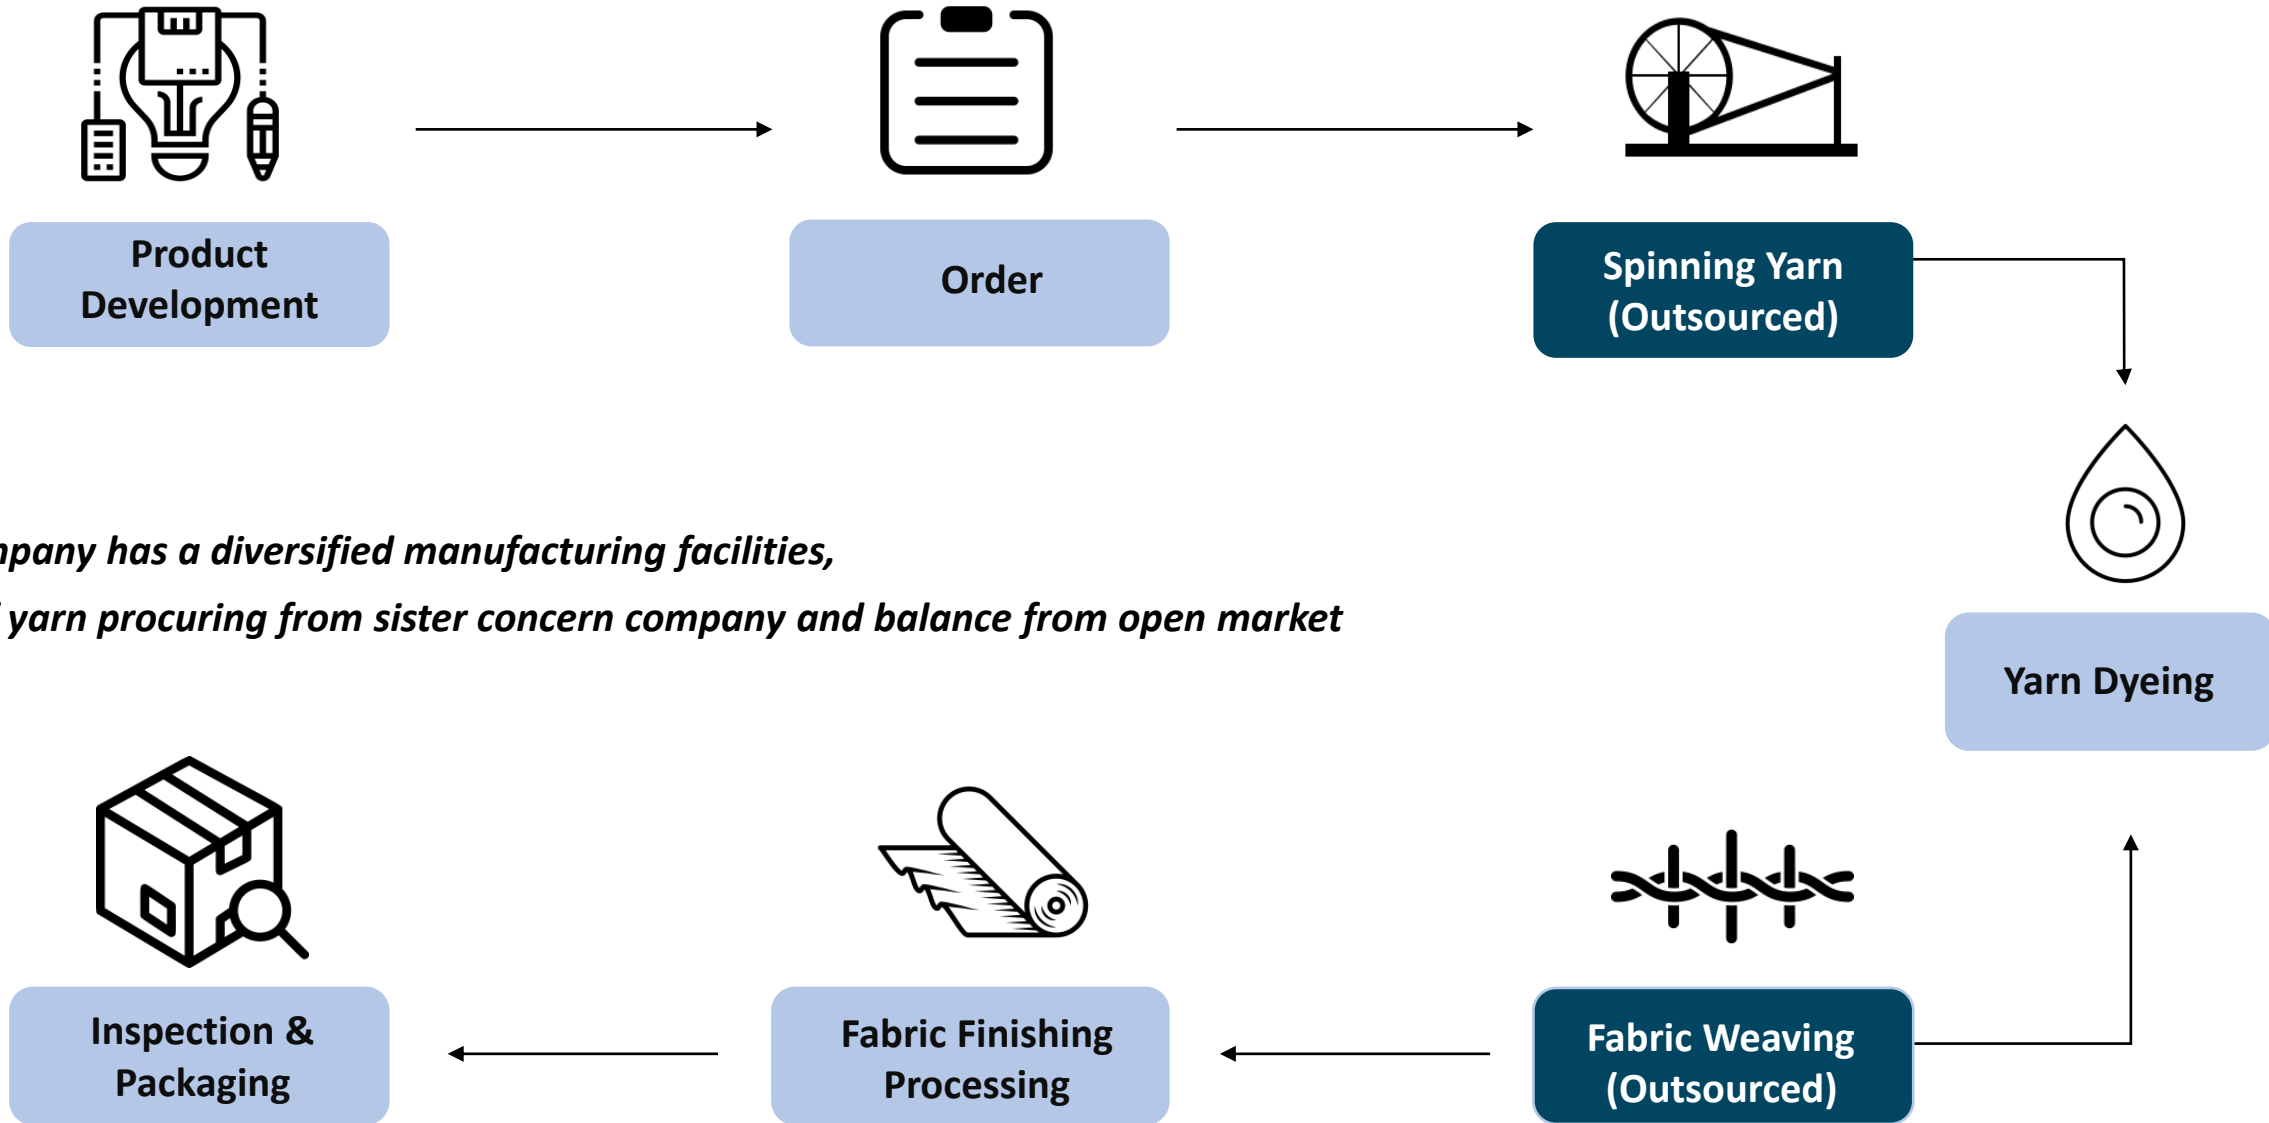 Product
Development
Order
Spinning Yarn
(Outsourced)
has a diversified manufacturing facilities,
yarn procuring from sister concern company and balance from open market
Yarn Dyeing
Inspection &
Packaging
Fabric Finishing
Processing
Fabric Weaving
(Outsourced)